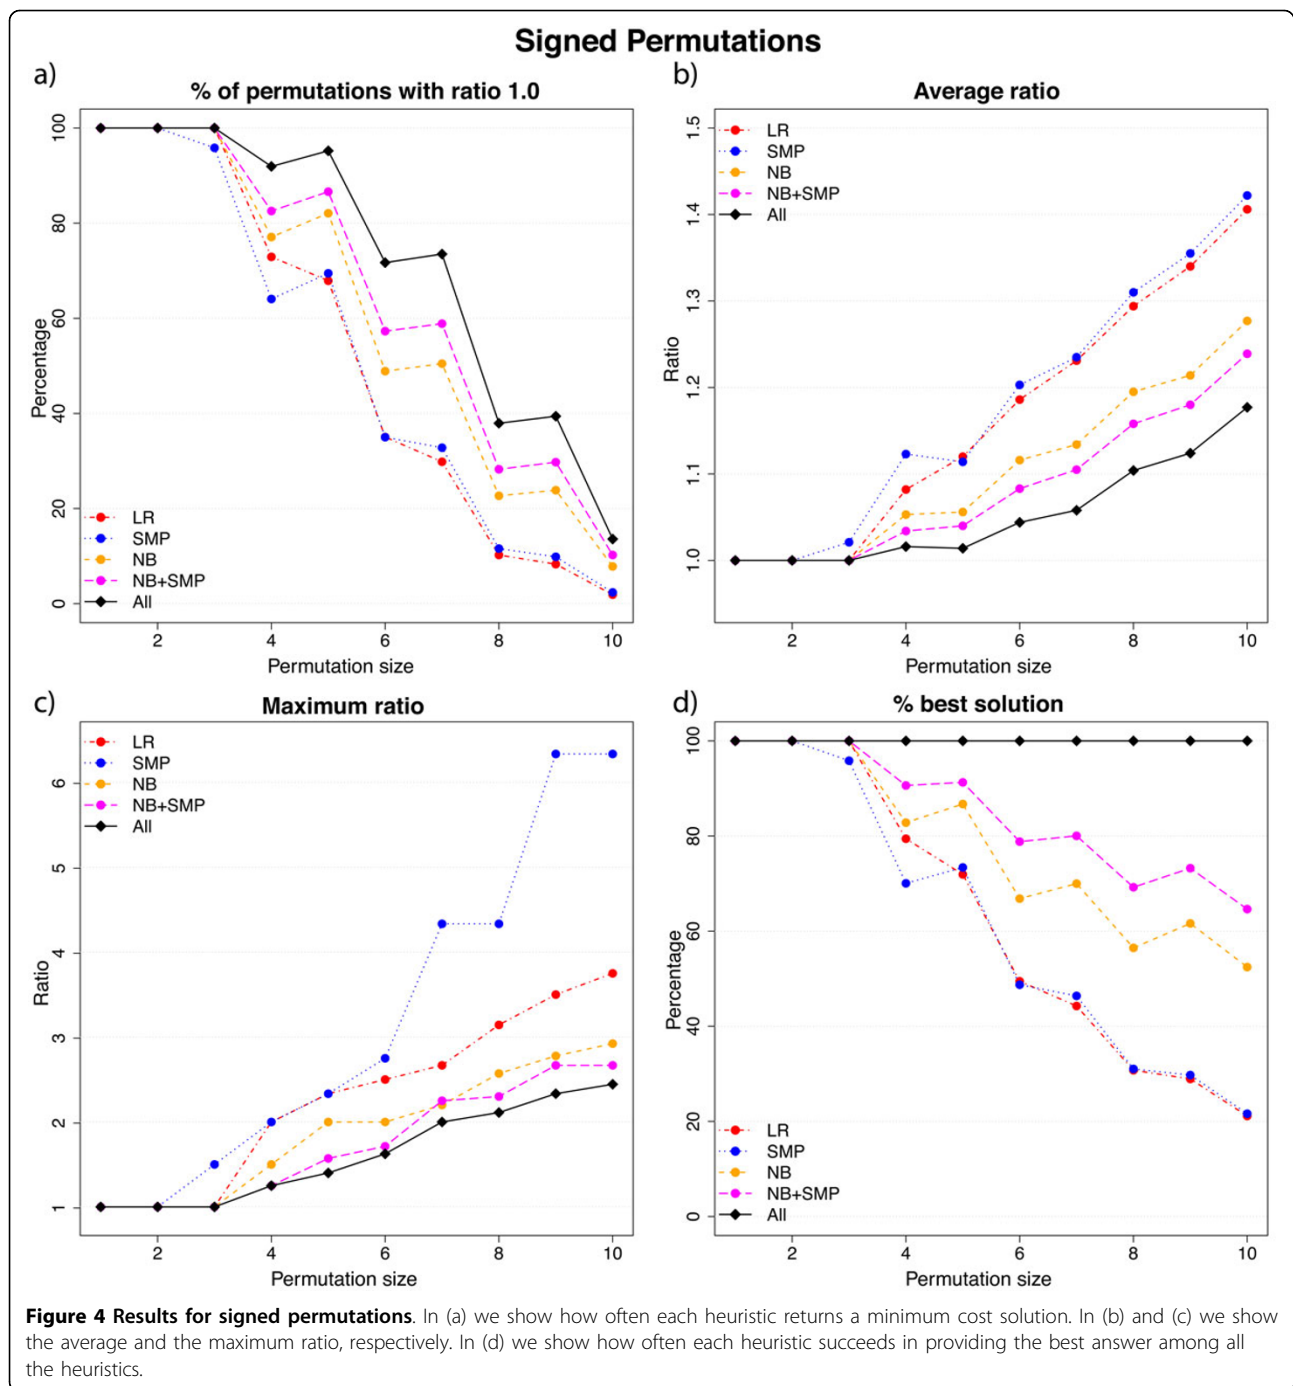 Signed Permutations
a)
% of permutations with ratio 1.0
Percentage
100
80
60
40
20
0
LR
SMP
NB
NB+SMP
All
2 4 6 8 10
Permutation size
b)
Average ratio
Ratio
1.5
1.4
1.3
1.2
1.1
1.0
LR
SMP
NB
NB+SMP
All
2 4 6 8 10
Permutation size
c)
Maximum ratio
Ratio
6
5
4
3
2
1
LR
SMP
NB
NB+SMP
All
2 4 6 8 10
Permutation size
d)
% best solution
Percentage
100
80
60
40
20
0
LR
SMP
NB
NB+SMP
All
2 4 6 8 10
Permutation size
Figure 4 Results for signed permutations. In (a) we show how often each heuristic returns a minimum cost solution. In (b) and (c) we show
the average and the maximum ratio, respectively. In (d) we show how often each heuristic succeeds in providing the best answer among all
the heuristics.